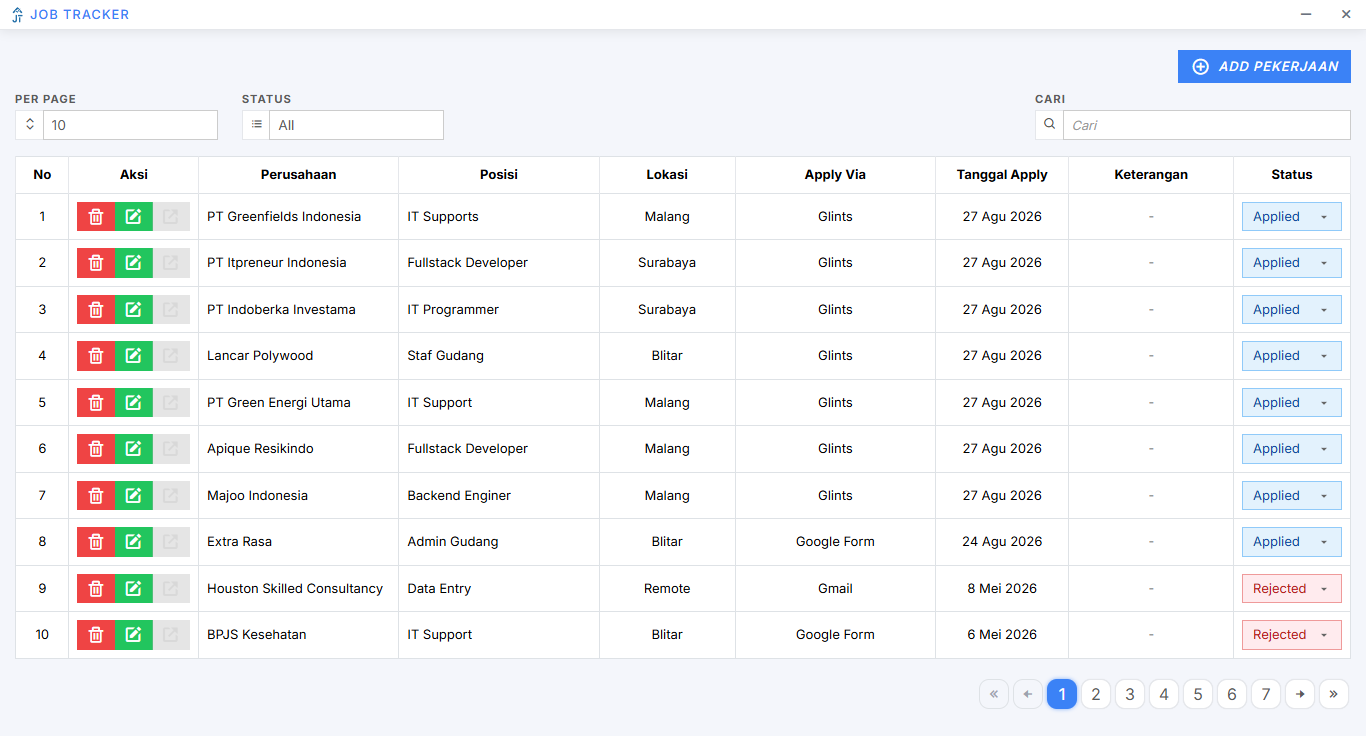 JOB TRACKER
ADD PEKERJAAN
PER PAGE STATUS CARI
10 All Cari
No Aksi Perusahaan Posisi Lokasi Apply Via Tanggal Apply Keterangan Status
1 PT Greenfields Indonesia IT Supports Malang Glints 27 Agu 2026 - Applied
2 PT Itpreneur Indonesia Fullstack Developer Surabaya Glints 27 Agu 2026 - Applied
3 PT Indoberka Investama IT Programmer Surabaya Glints 27 Agu 2026 - Applied
4 Lancar Polywood Staf Gudang Blitar Glints 27 Agu 2026 - Applied
5 PT Green Energi Utama IT Support Malang Glints 27 Agu 2026 - Applied
6 Apique Resikindo Fullstack Developer Malang Glints 27 Agu 2026 - Applied
7 Majoo Indonesia Backend Enginer Malang Glints 27 Agu 2026 - Applied
8 Extra Rasa Admin Gudang Blitar Google Form 24 Agu 2026 - Applied
9 Houston Skilled Consultancy Data Entry Remote Gmail 8 Mei 2026 - Rejected
10 BPJS Kesehatan IT Support Blitar Google Form 6 Mei 2026 - Rejected
« ← 1 2 3 4 5 6 7 → »